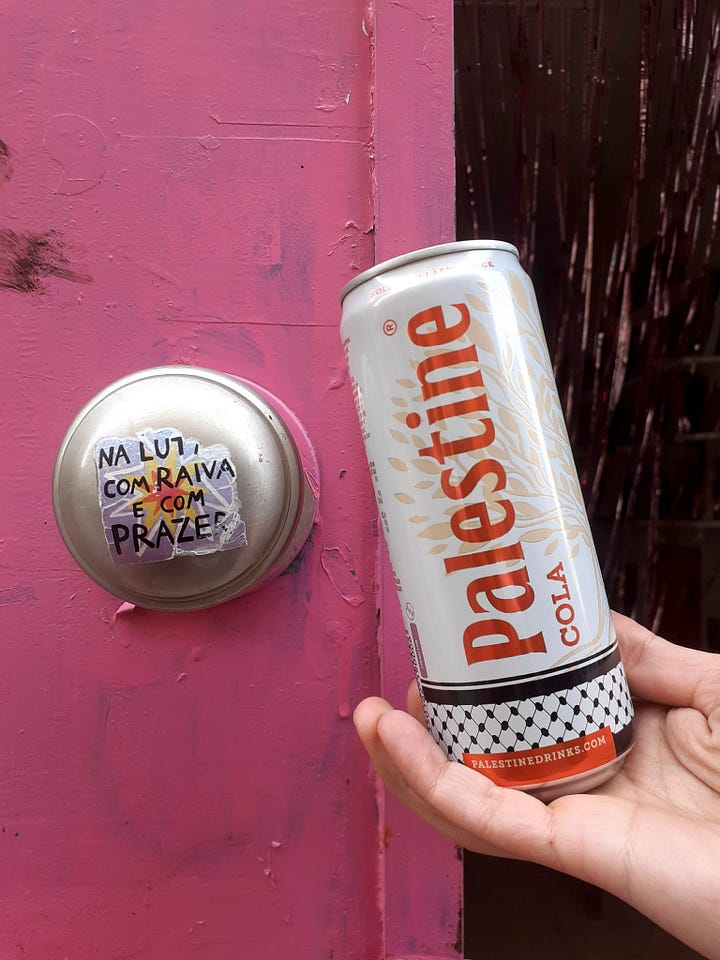 NA LUT
COM RAIVA
E COM
PRAZER
Palestine®
COLA
PALESTINEDRINKS.COM